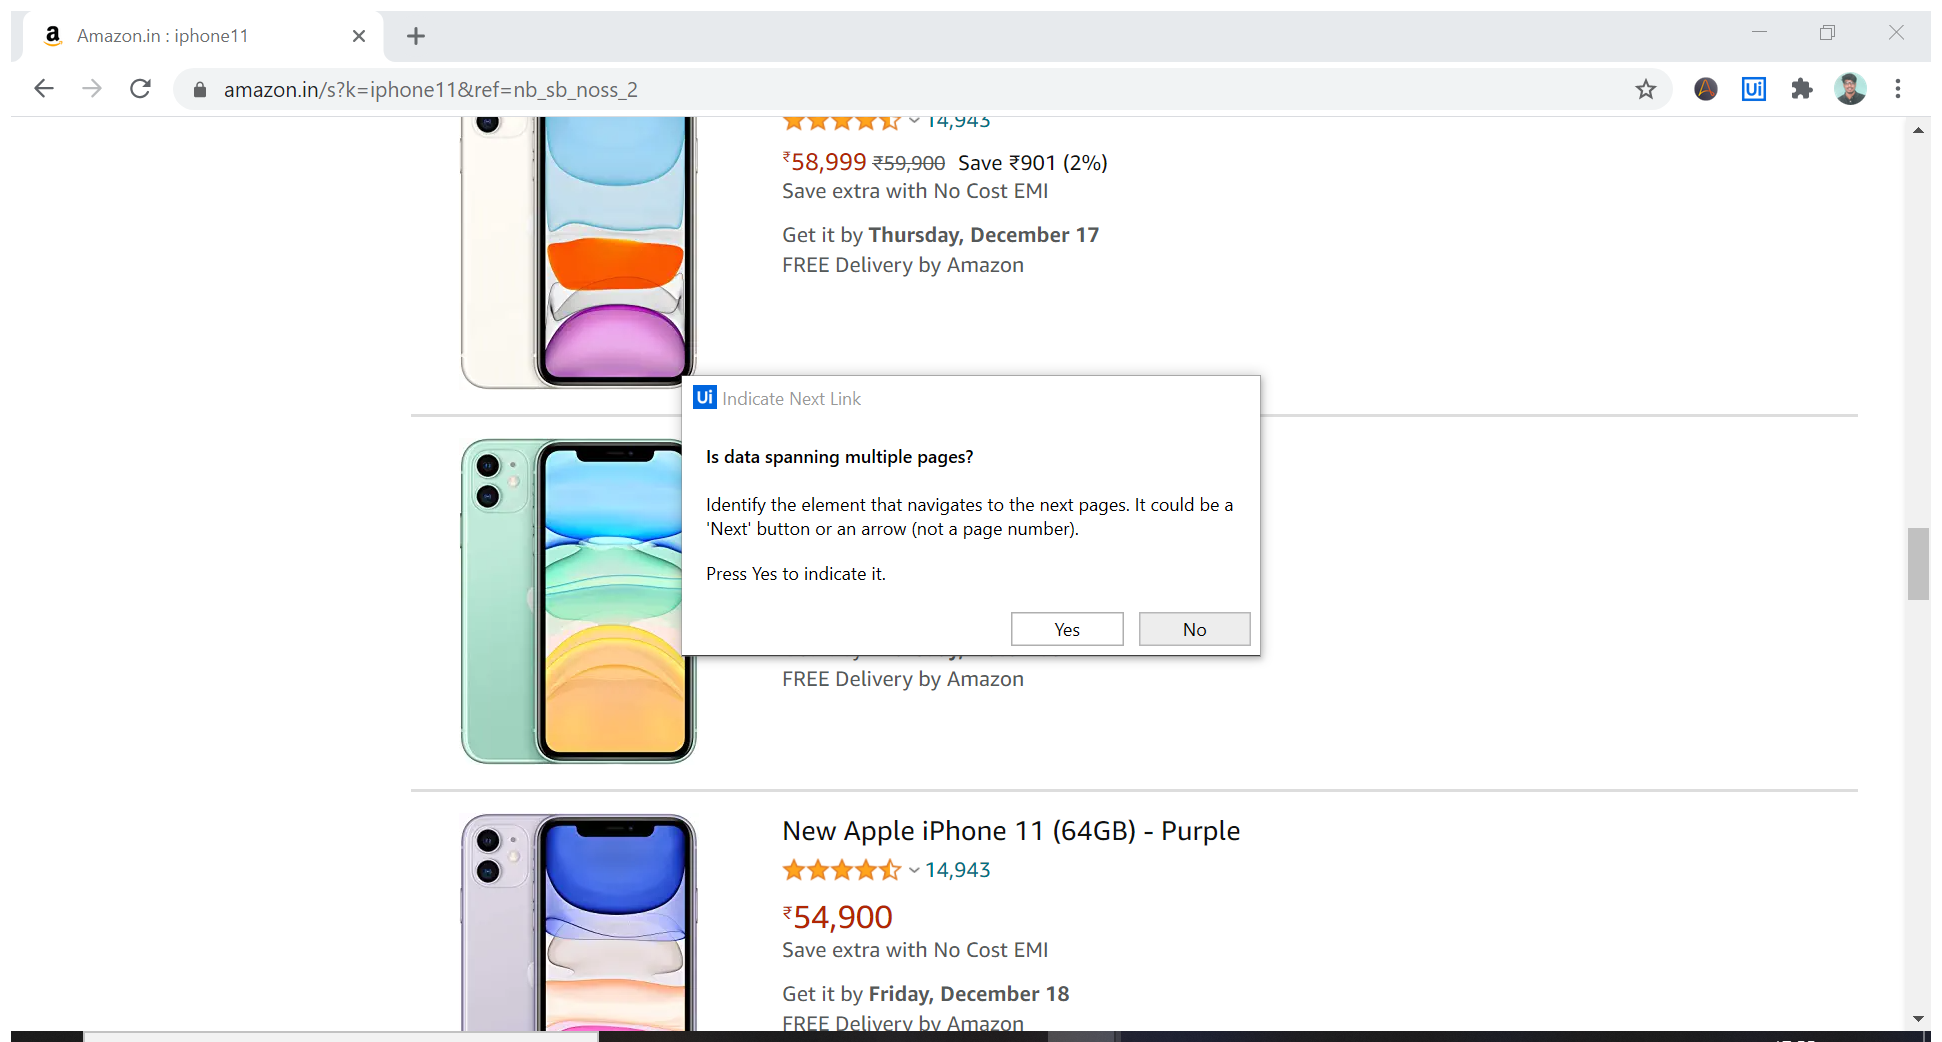 a Amazon.in : iphone11
amazon.in/s?k=iphone11&ref=nb_sb_noss_2
Ui
14,943
₹58,999 ₹59,900 Save ₹901 (2%)
Save extra with No Cost EMI
Get it by Thursday, December 17
FREE Delivery by Amazon
Ui Indicate Next Link
Is data spanning multiple pages?
Identify the element that navigates to the next pages. It could be a
'Next' button or an arrow (not a page number).
Press Yes to indicate it.
Yes No
FREE Delivery by Amazon
New Apple iPhone 11 (64GB) - Purple
14,943
₹54,900
Save extra with No Cost EMI
Get it by Friday, December 18
FREE Delivery by Amazon